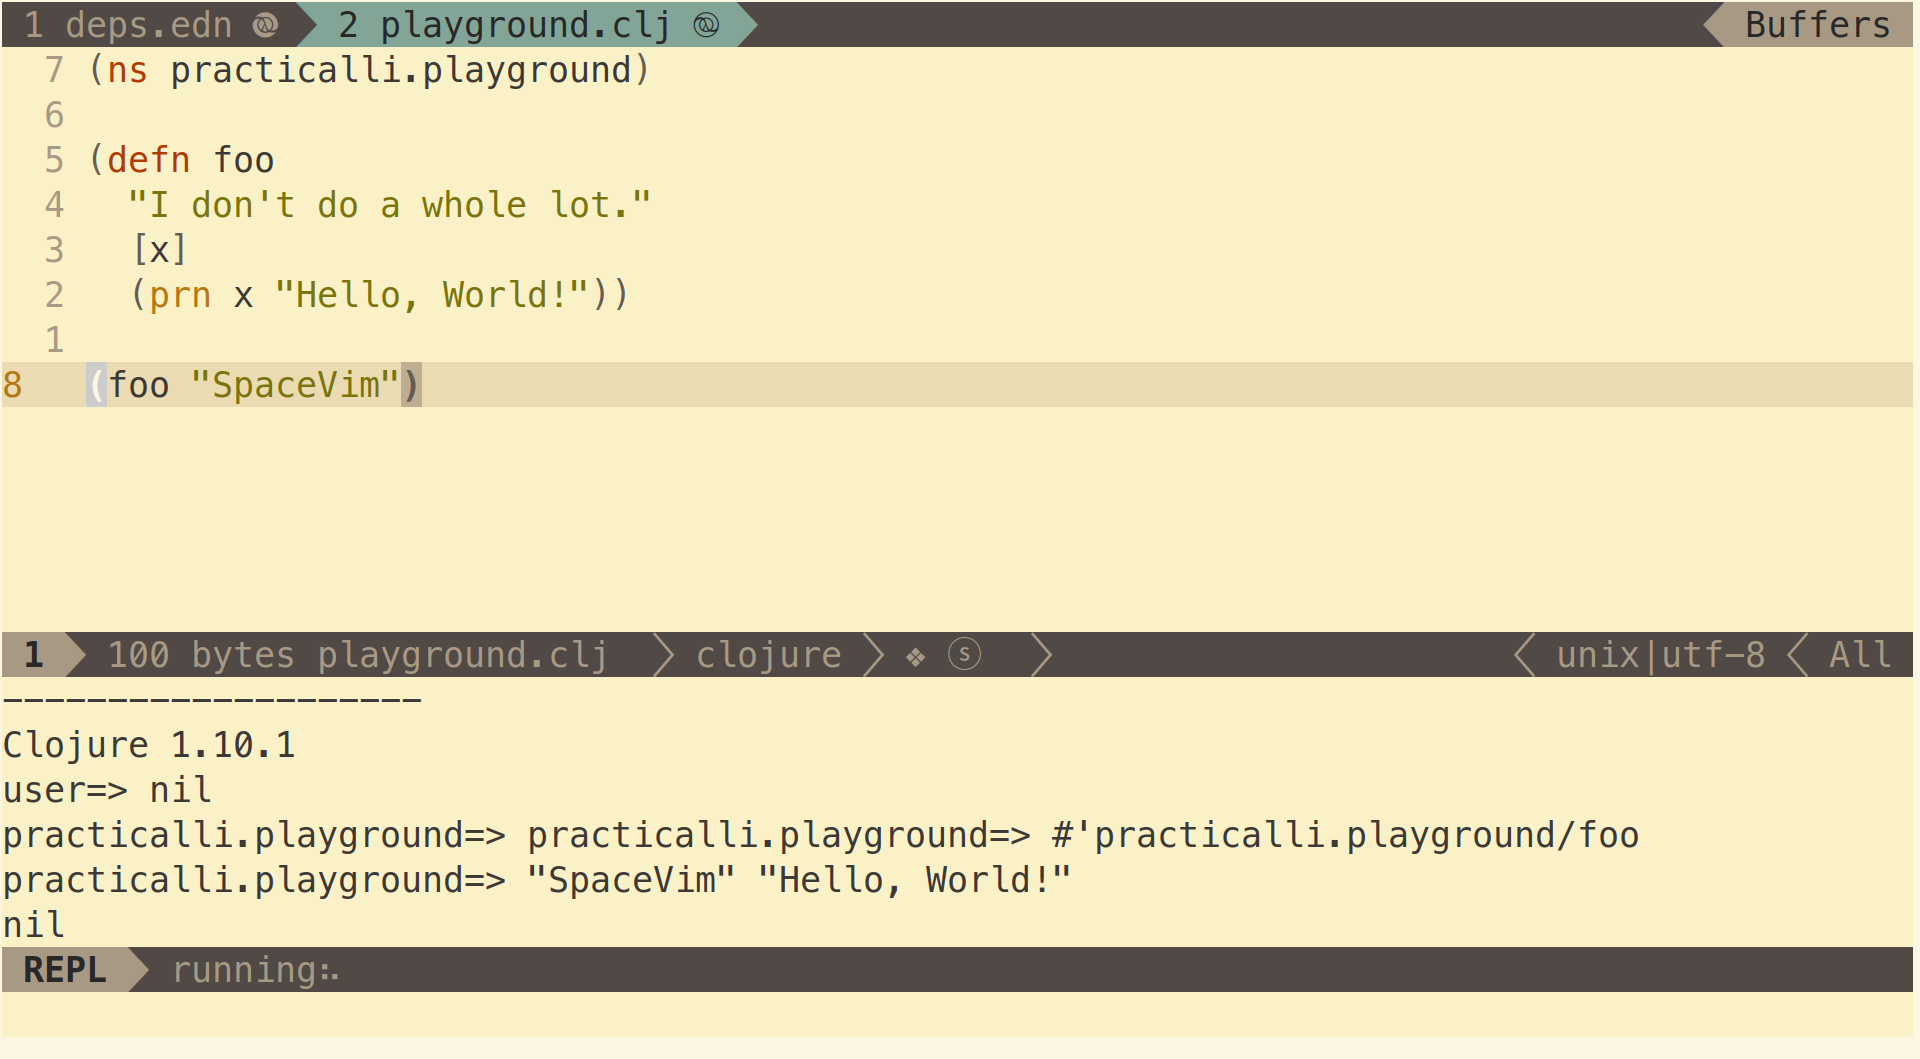 1 deps.edn 2 playground.clj Buffers
7 (ns practicalli.playground)
6
5 (defn foo
4 "I don't do a whole lot."
3 [x]
2 (prn x "Hello, World!"))
1
8 (foo "SpaceVim")
1 100 bytes playground.clj clojure ❖ Ⓢ unix|utf-8 All
--------------------
Clojure 1.10.1
user=> nil
practicalli.playground=> practicalli.playground=> #'practicalli.playground/foo
practicalli.playground=> "SpaceVim" "Hello, World!"
nil
REPL running:.